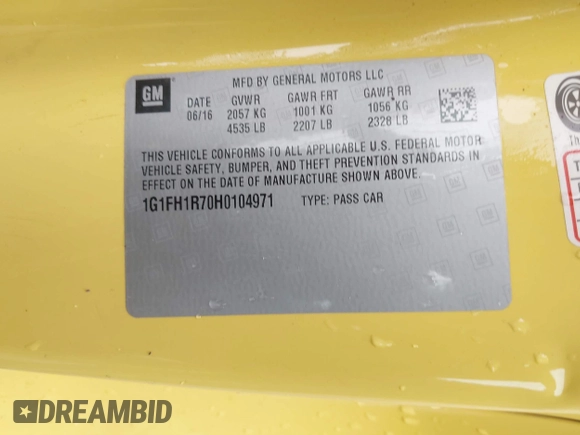 GM
MFD BY GENERAL MOTORS LLC
DATE GVWR GAWR FRT GAWR RR
06/16 2057 KG 1001 KG 1056 KG
4535 LB 2207 LB 2328 LB
THIS VEHICLE CONFORMS TO ALL APPLICABLE U.S. FEDERAL MOTOR
VEHICLE SAFETY, BUMPER, AND THEFT PREVENTION STANDARDS IN
EFFECT ON THE DATE OF MANUFACTURE SHOWN ABOVE.
1G1FH1R70H0104971 TYPE: PASS CAR
DREAMBID